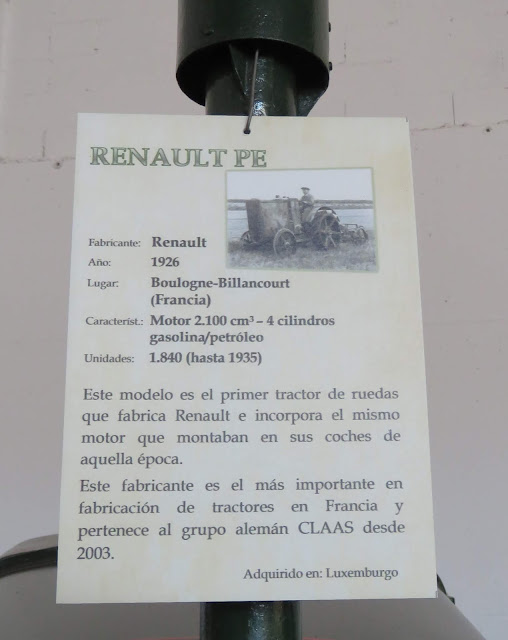 RENAULT PE
Fabricante: Renault
Año: 1926
Lugar: Boulogne-Billancourt
(Francia)
Característ.: Motor 2.100 cm³ – 4 cilindros
gasolina/petróleo
Unidades: 1.840 (hasta 1935)
Este modelo es el primer tractor de ruedas
que fabrica Renault e incorpora el mismo
motor que montaban en sus coches de
aquella época.
Este fabricante es el más importante en
fabricación de tractores en Francia y
pertenece al grupo alemán CLAAS desde
2003.
Adquirido en: Luxemburgo